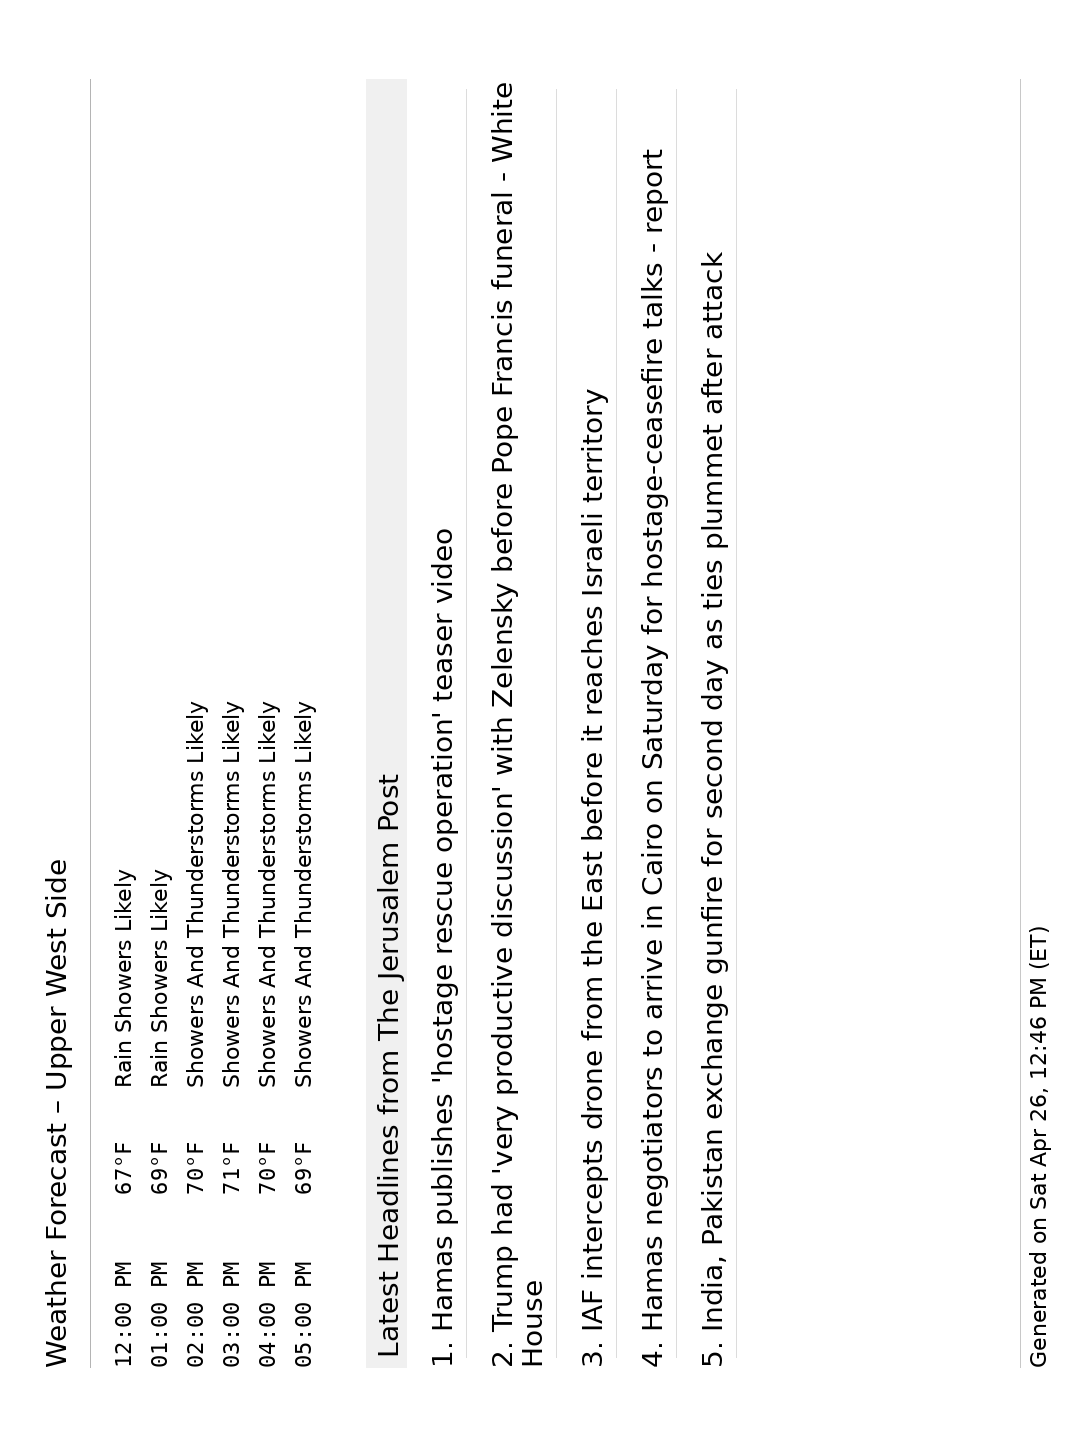 Weather Forecast – Upper West Side
12:00 PM 67°F Rain Showers Likely
01:00 PM 69°F Rain Showers Likely
02:00 PM 70°F Showers And Thunderstorms Likely
03:00 PM 71°F Showers And Thunderstorms Likely
04:00 PM 70°F Showers And Thunderstorms Likely
05:00 PM 69°F Showers And Thunderstorms Likely
Latest Headlines from The Jerusalem Post
1. Hamas publishes 'hostage rescue operation' teaser video
2. Trump had 'very productive discussion' with Zelensky before Pope Francis funeral - White
House
3. IAF intercepts drone from the East before it reaches Israeli territory
4. Hamas negotiators to arrive in Cairo on Saturday for hostage-ceasefire talks - report
5. India, Pakistan exchange gunfire for second day as ties plummet after attack
Generated on Sat Apr 26, 12:46 PM (ET)